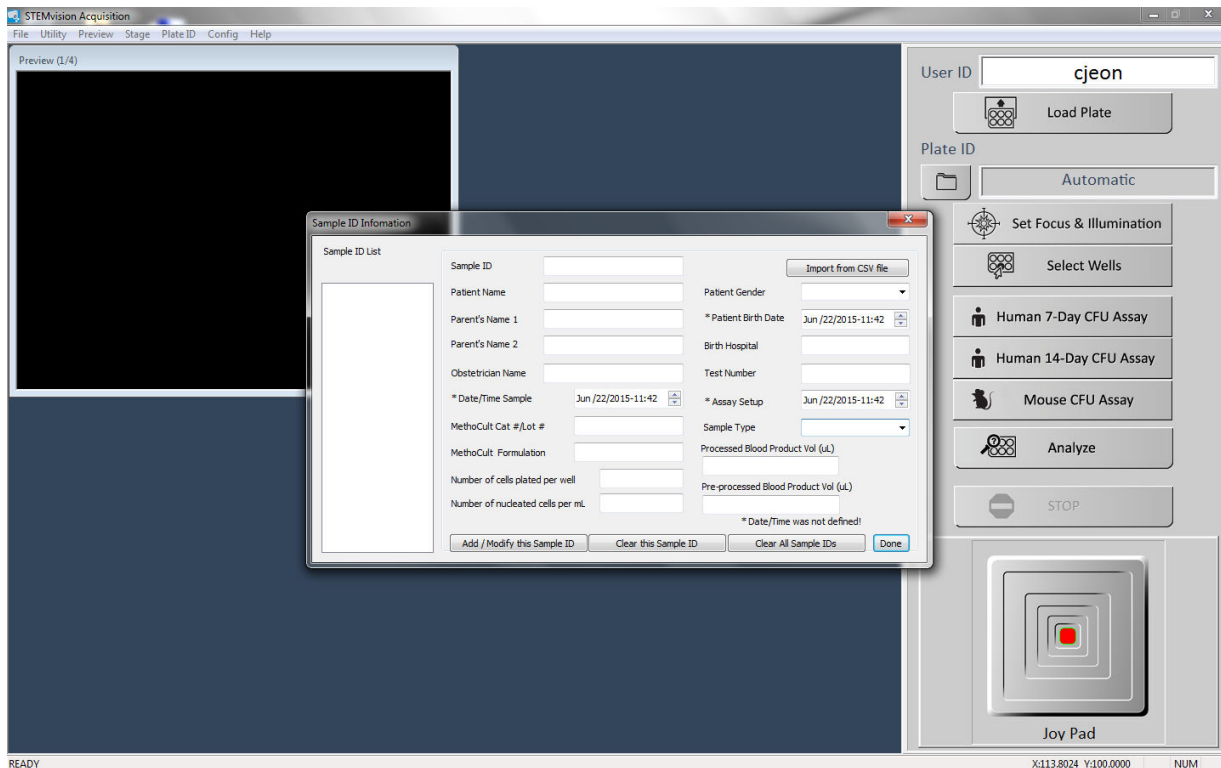 STEMvision Acquisition
File Utility Preview Stage Plate ID Config Help
Preview (1/4)
User ID cjeon
Load Plate
Plate ID
Automatic
Set Focus & Illumination
Select Wells
Human 7-Day CFU Assay
Human 14-Day CFU Assay
Mouse CFU Assay
Analyze
STOP
Joy Pad
Sample ID Infomation
Sample ID List
Sample ID
Import from CSV file
Patient Name
Patient Gender
Parent's Name 1
* Patient Birth Date Jun /22/2015-11:42
Parent's Name 2
Birth Hospital
Obstetrician Name
Test Number
* Date/Time Sample Jun /22/2015-11:42
* Assay Setup Jun /22/2015-11:42
MethoCult Cat #/Lot #
Sample Type
MethoCult Formulation
Processed Blood Product Vol (uL)
Number of cells plated per well
Pre-processed Blood Product Vol (uL)
Number of nucleated cells per mL
* Date/Time was not defined!
Add / Modify this Sample ID Clear this Sample ID Clear All Sample IDs Done
READY X:113.8024 Y:100.0000 NUM